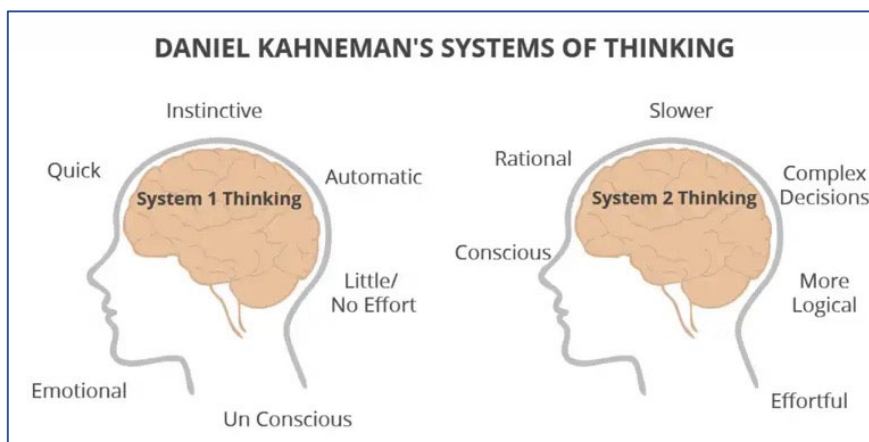 DANIEL KAHNEMAN'S SYSTEMS OF THINKING
Instinctive
Quick
Automatic
System 1 Thinking
Little/
No Effort
Emotional
Un Conscious
Slower
Rational
Complex
Decisions
System 2 Thinking
Conscious
More
Logical
Effortful